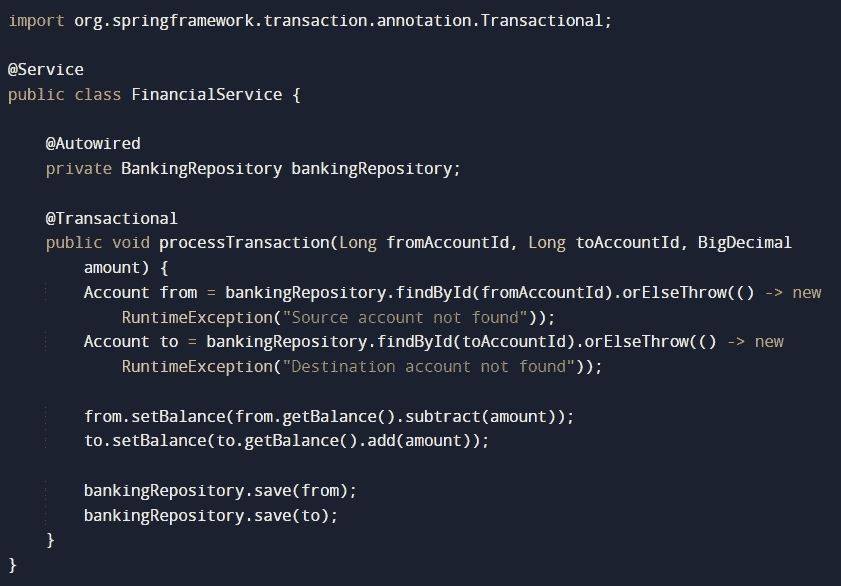 import org.springframework.transaction.annotation.Transactional;
@Service
public class FinancialService {
@Autowired
private BankingRepository bankingRepository;
@Transactional
public void processTransaction(Long fromAccountId, Long toAccountId, BigDecimal
amount) {
Account from = bankingRepository.findById(fromAccountId).orElseThrow(() -> new
RuntimeException("Source account not found"));
Account to = bankingRepository.findById(toAccountId).orElseThrow(() -> new
RuntimeException("Destination account not found"));
from.setBalance(from.getBalance().subtract(amount));
to.setBalance(to.getBalance().add(amount));
bankingRepository.save(from);
bankingRepository.save(to);
}
}